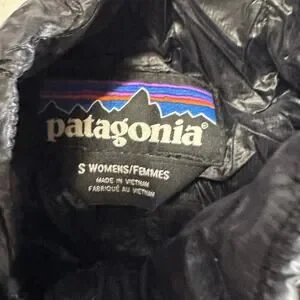 patagonia®
S WOMENS/FEMMES
MADE IN VIETNAM
FABRIQUÉ AU VIETNAM